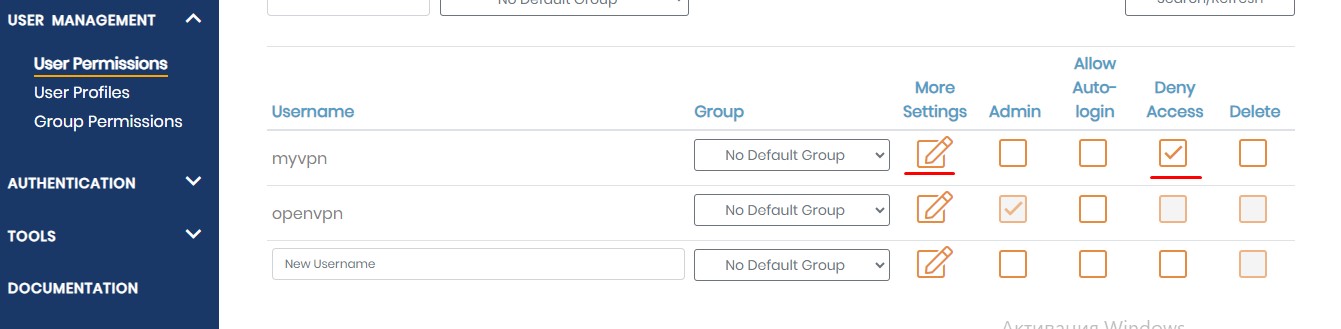 USER MANAGEMENT
User Permissions
User Profiles
Group Permissions
AUTHENTICATION
TOOLS
DOCUMENTATION
No Default Group
Search/Refresh
Username
Group
More
Settings
Admin
Allow
Auto-
login
Deny
Access
Delete
myvpn
No Default Group
openvpn
No Default Group
New Username
No Default Group
Активация Windows